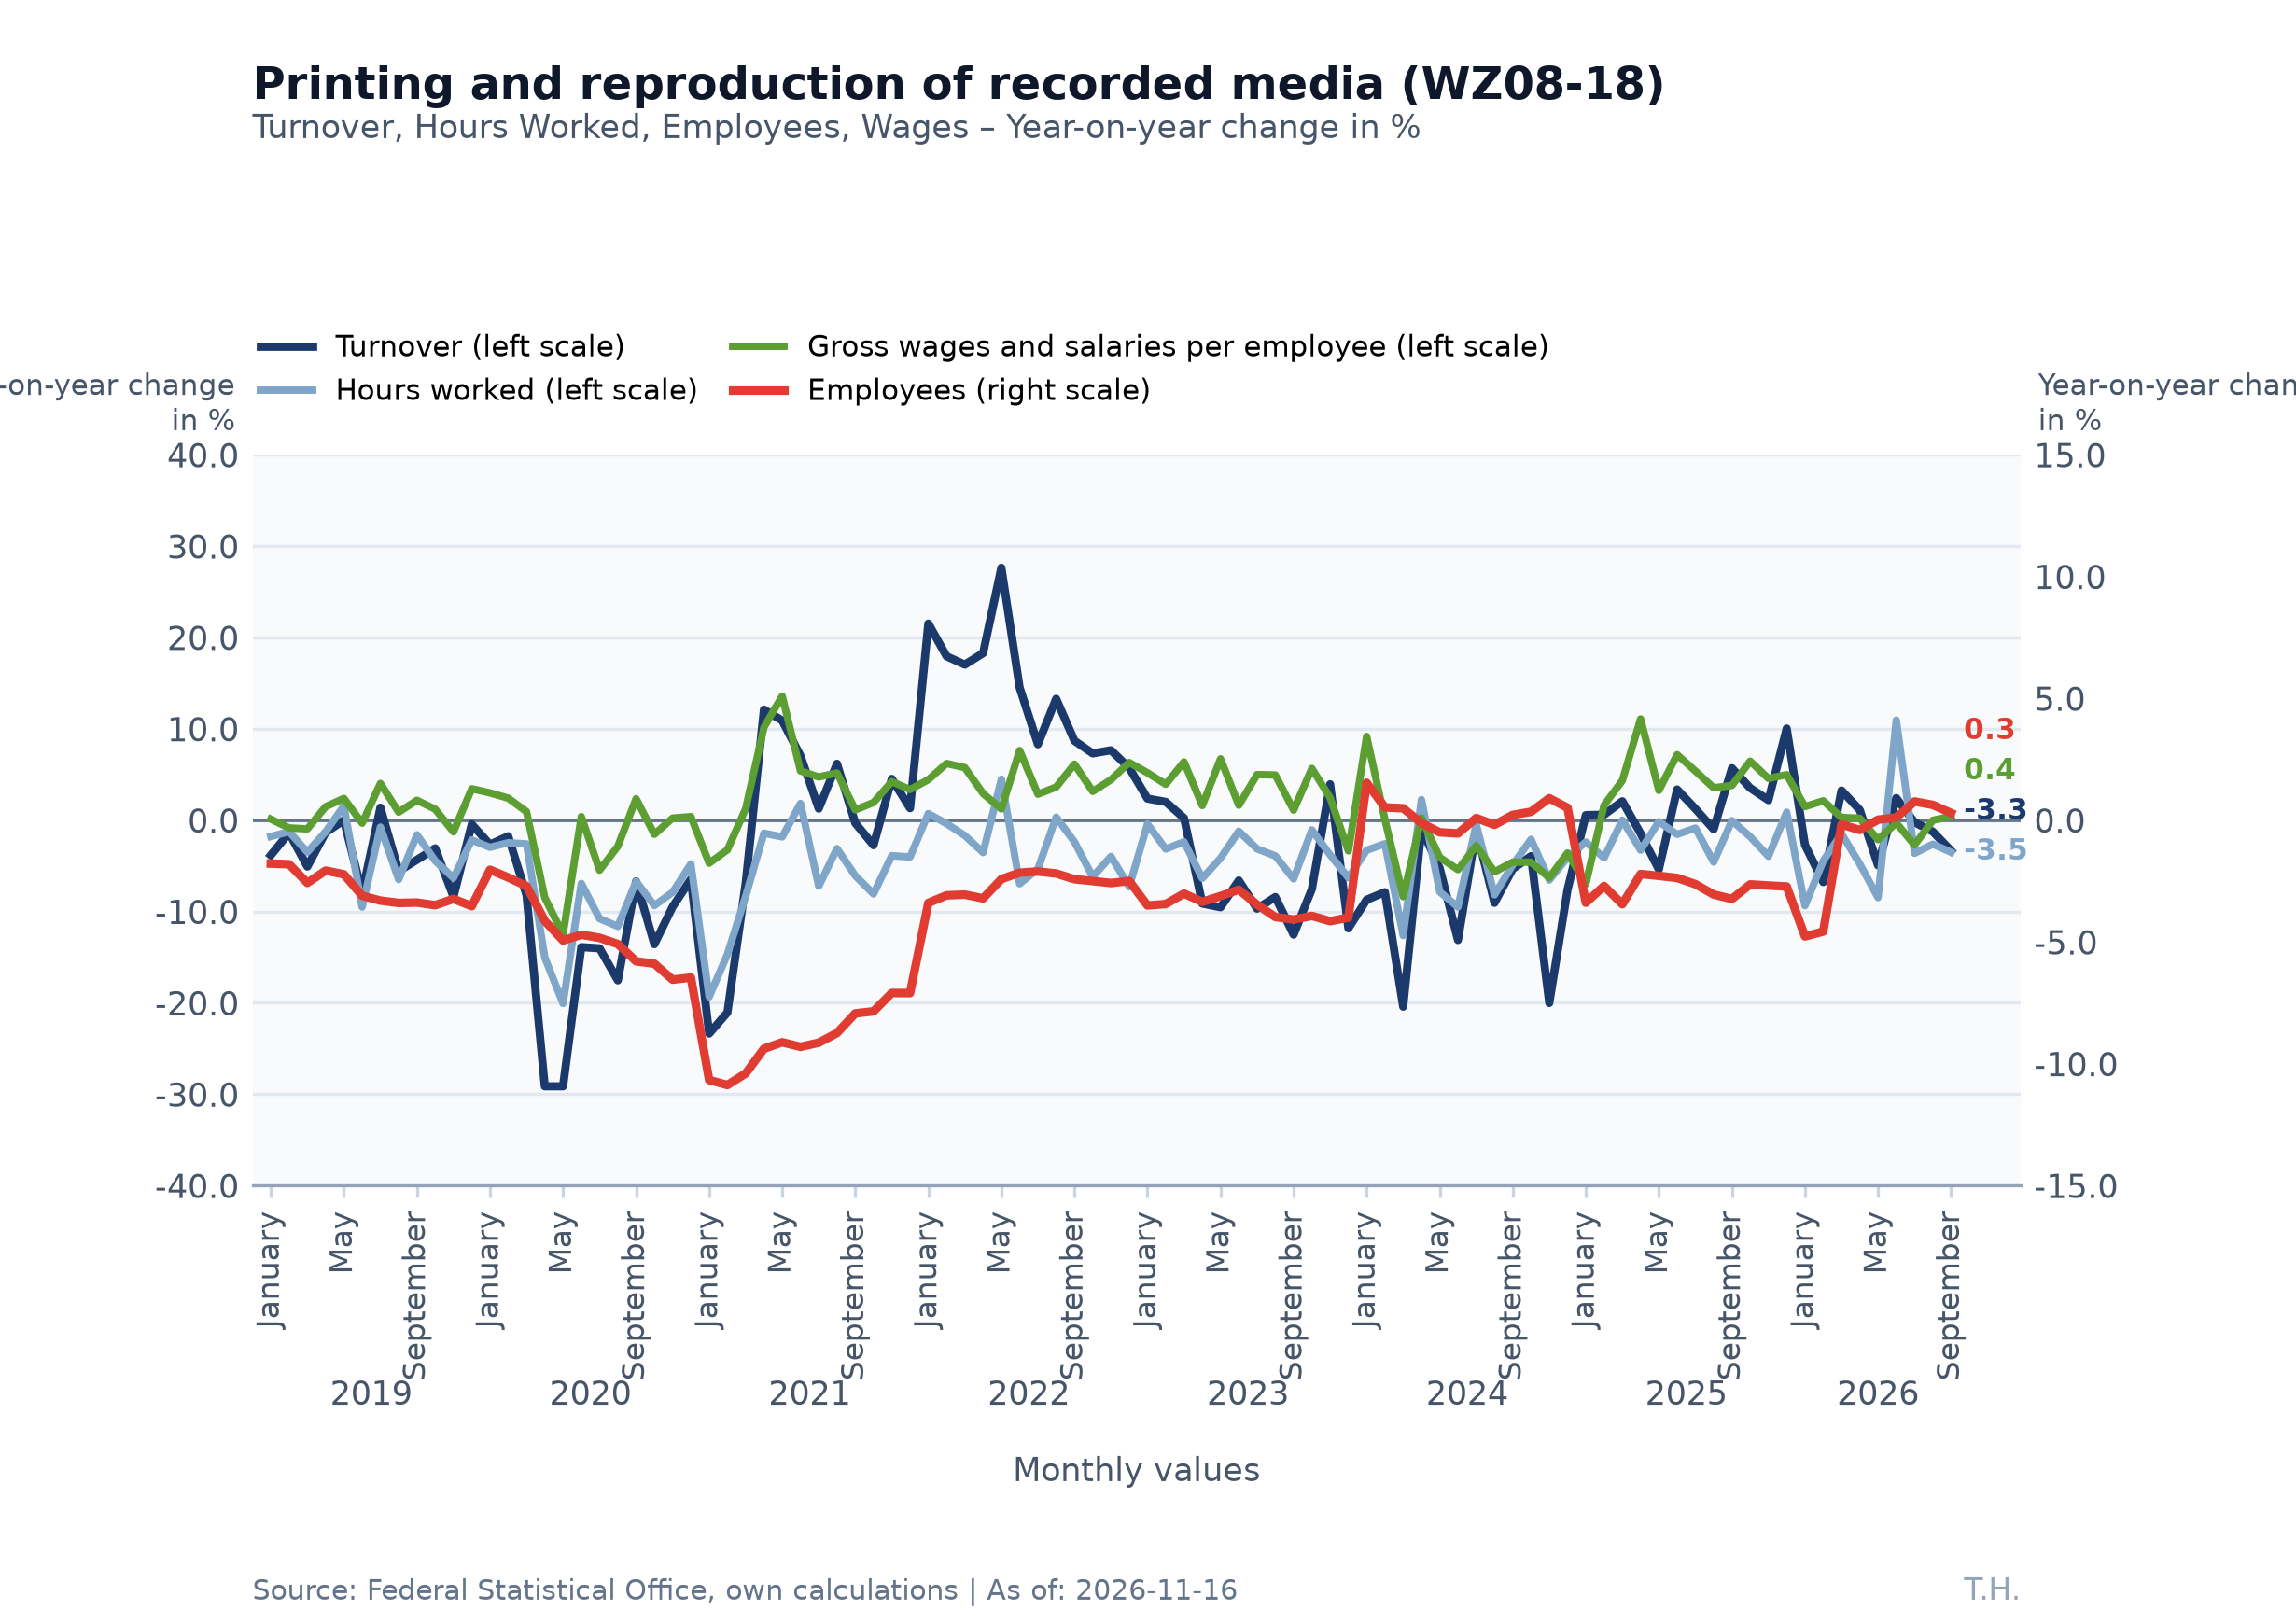 Printing and reproduction of recorded media (WZ08-18)
Turnover, Hours Worked, Employees, Wages – Year-on-year change in %
Turnover (left scale)
Gross wages and salaries per employee (left scale)
Hours worked (left scale)
Employees (right scale)
-on-year change
in %
Year-on-year chan
in %
40.0
30.0
20.0
10.0
0.0
-10.0
-20.0
-30.0
-40.0
15.0
10.0
5.0
0.0
-5.0
-10.0
-15.0
0.3
0.4
-3.3
-3.5
January
May
September
January
May
September
January
May
September
January
May
September
January
May
September
January
May
September
January
May
September
January
May
September
2019
2020
2021
2022
2023
2024
2025
2026
Monthly values
Source: Federal Statistical Office, own calculations | As of: 2026-11-16
T.H.